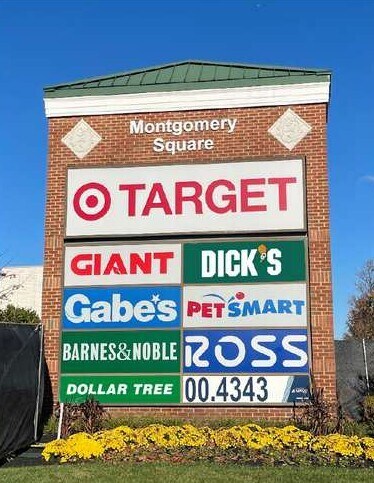 Montgomery
Square
TARGET
GIANT
DICK'S
Gabe's
PETSMART
BARNES&NOBLE
ROSS
DOLLAR TREE
00.4343